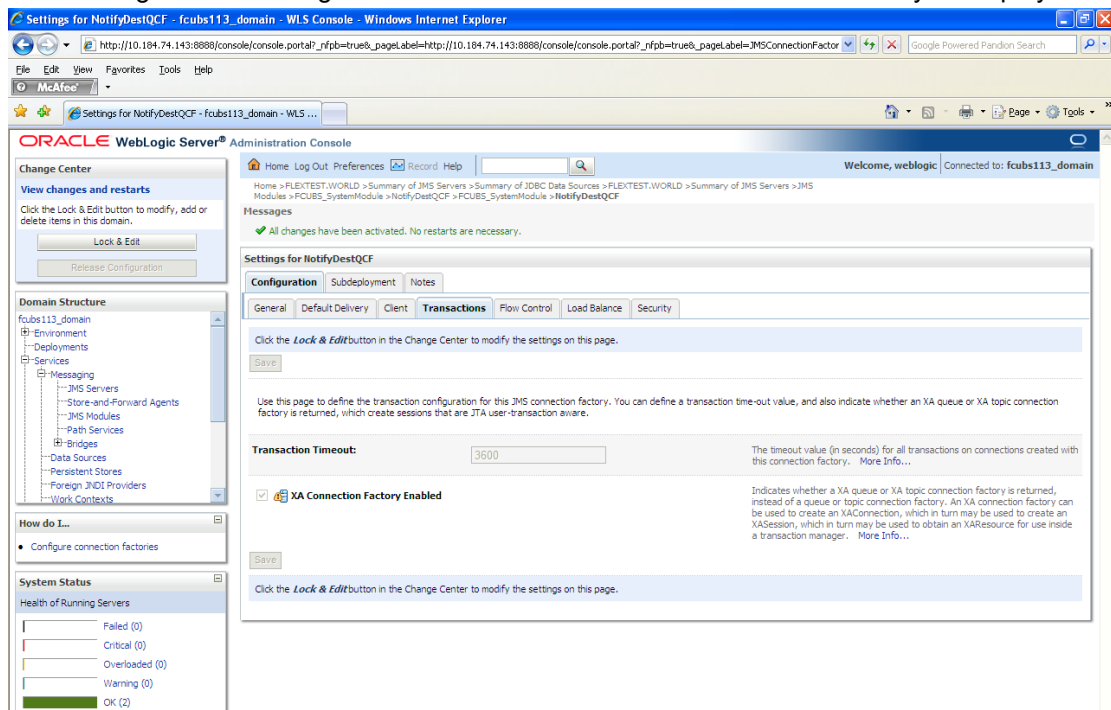 Settings for NotifyDestQCF - fcubs113_domain - WLS Console - Windows Internet Explorer
http://10.184.74.143:8888/console/console.portal?_nfpb=true&_pageLabel=http://10.184.74.143:8888/console/console.portal?_nfpb=true&_pageLabel=JMSConnectionFactor
Google Powered Pandion Search
File Edit View Favorites Tools Help
McAfee
Settings for NotifyDestQCF - fcubs113_domain - WLS ...
Page Tools
ORACLE WebLogic Server® Administration Console
Change Center
View changes and restarts
Click the Lock & Edit button to modify, add or
delete items in this domain.
Lock & Edit
Release Configuration
Domain Structure
fcubs113_domain
Environment
Deployments
Services
Messaging
JMS Servers
Store-and-Forward Agents
JMS Modules
Path Services
Bridges
Data Sources
Persistent Stores
Foreign JNDI Providers
Work Contexts
How do I...
Configure connection factories
System Status
Health of Running Servers
Failed (0)
Critical (0)
Overloaded (0)
Warning (0)
OK (2)
Home Log Out Preferences Record Help
Welcome, weblogic Connected to: fcubs113_domain
Home >FLEXTEST.WORLD >Summary of JMS Servers >Summary of JDBC Data Sources >FLEXTEST.WORLD >Summary of JMS Servers >JMS
Modules >FCUBS_SystemModule >NotifyDestQCF >FCUBS_SystemModule >NotifyDestQCF
Messages
All changes have been activated. No restarts are necessary.
Settings for NotifyDestQCF
Configuration Subdeployment Notes
General Default Delivery Client Transactions Flow Control Load Balance Security
Click the Lock & Edit button in the Change Center to modify the settings on this page.
Save
Use this page to define the transaction configuration for this JMS connection factory. You can define a transaction time-out value, and also indicate whether an XA queue or XA topic connection
factory is returned, which create sessions that are JTA user-transaction aware.
Transaction Timeout:
3600
The timeout value (in seconds) for all transactions on connections created with
this connection factory. More Info...
XA Connection Factory Enabled
Indicates whether a XA queue or XA topic connection factory is returned,
instead of a queue or topic connection factory. An XA connection factory can
be used to create an XAConnection, which in turn may be used to create an
XASession, which in turn may be used to obtain an XAResource for use inside
a transaction manager. More Info...
Save
Click the Lock & Edit button in the Change Center to modify the settings on this page.